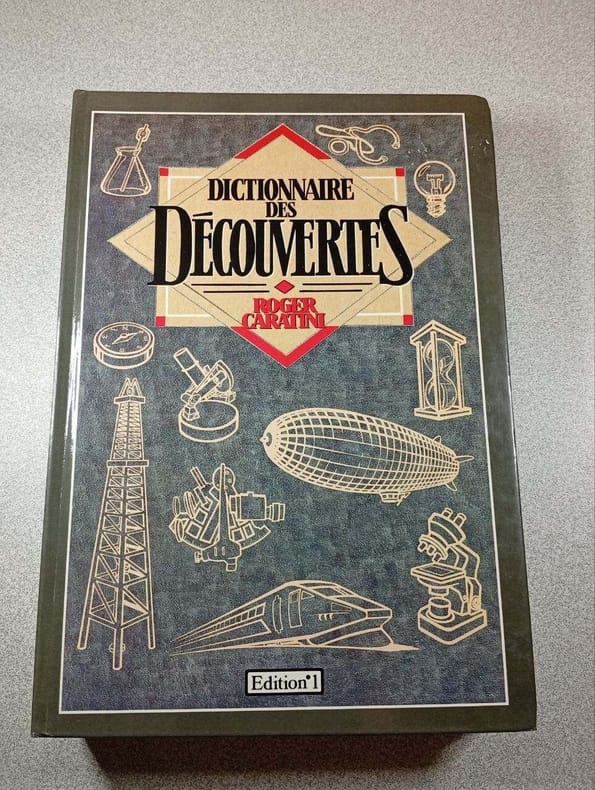 DICTIONNAIRE
DES
DÉCOUVERTES
ROGER
CARATINI
Edition°1